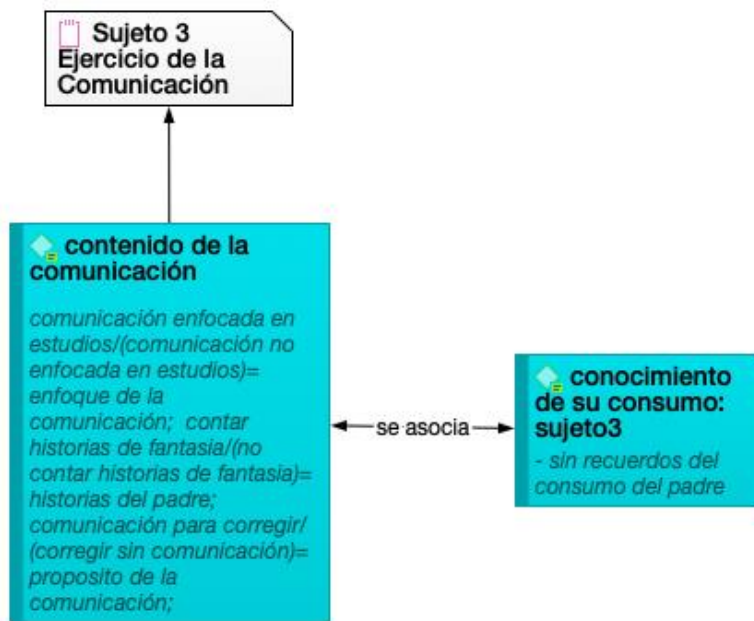 Sujeto 3
Ejercicio de la
Comunicación
contenido de la
comunicación
comunicación enfocada en
estudios/(comunicación no
enfocada en estudios)=
enfoque de la
comunicación;  contar
historias de fantasia/(no
contar historias de fantasía)=
historias del padre;
comunicación para corregir/
(corregir sin comunicación)=
proposito de la
comunicación;
se asocia
conocimiento
de su consumo:
sujeto3
- sin recuerdos del
consumo del padre